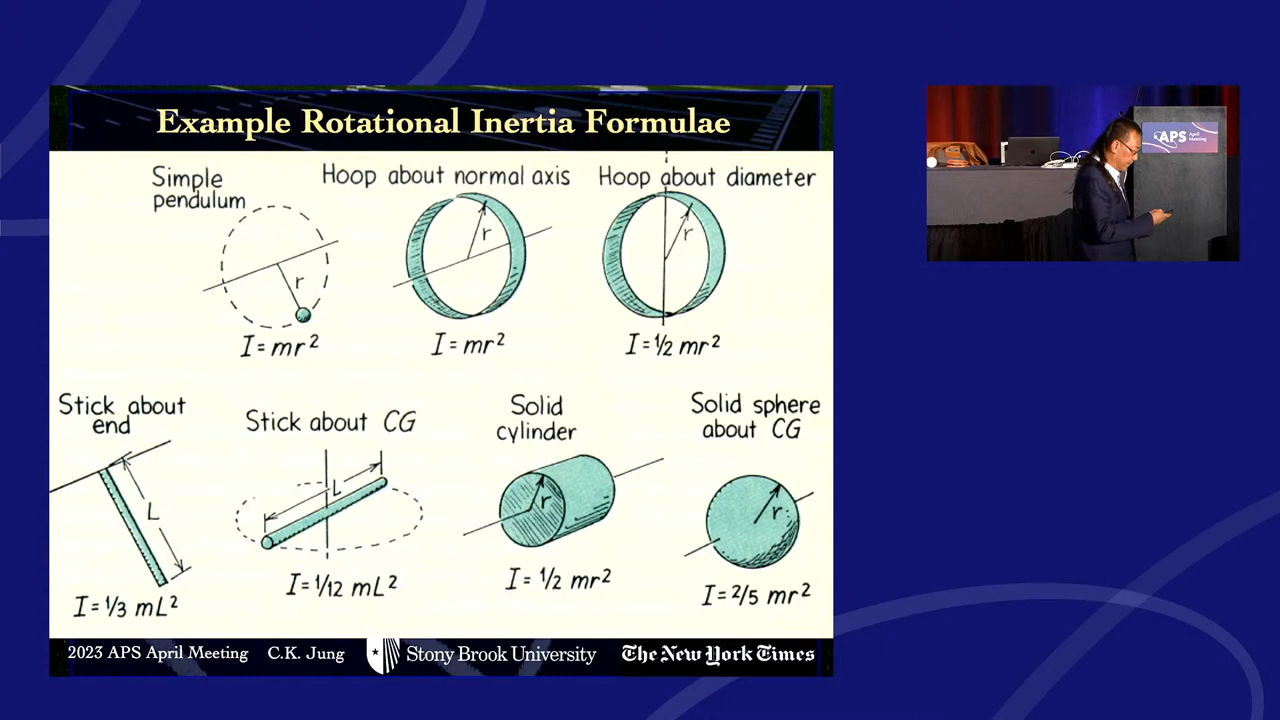 Example Rotational Inertia Formulae
Simple
pendulum
Hoop about normal axis
Hoop about diameter
r
r
r
I = mr²
I = mr²
I = ½ mr²
Stick about
end
Stick about CG
Solid
cylinder
Solid sphere
about CG
L
L
r
r
I = ⅓ mL²
I = 1/12 mL²
I = 1/2 mr²
I = 2/5 mr²
2023 APS April Meeting C.K. Jung Stony Brook University The New York Times
APS April
Meeting